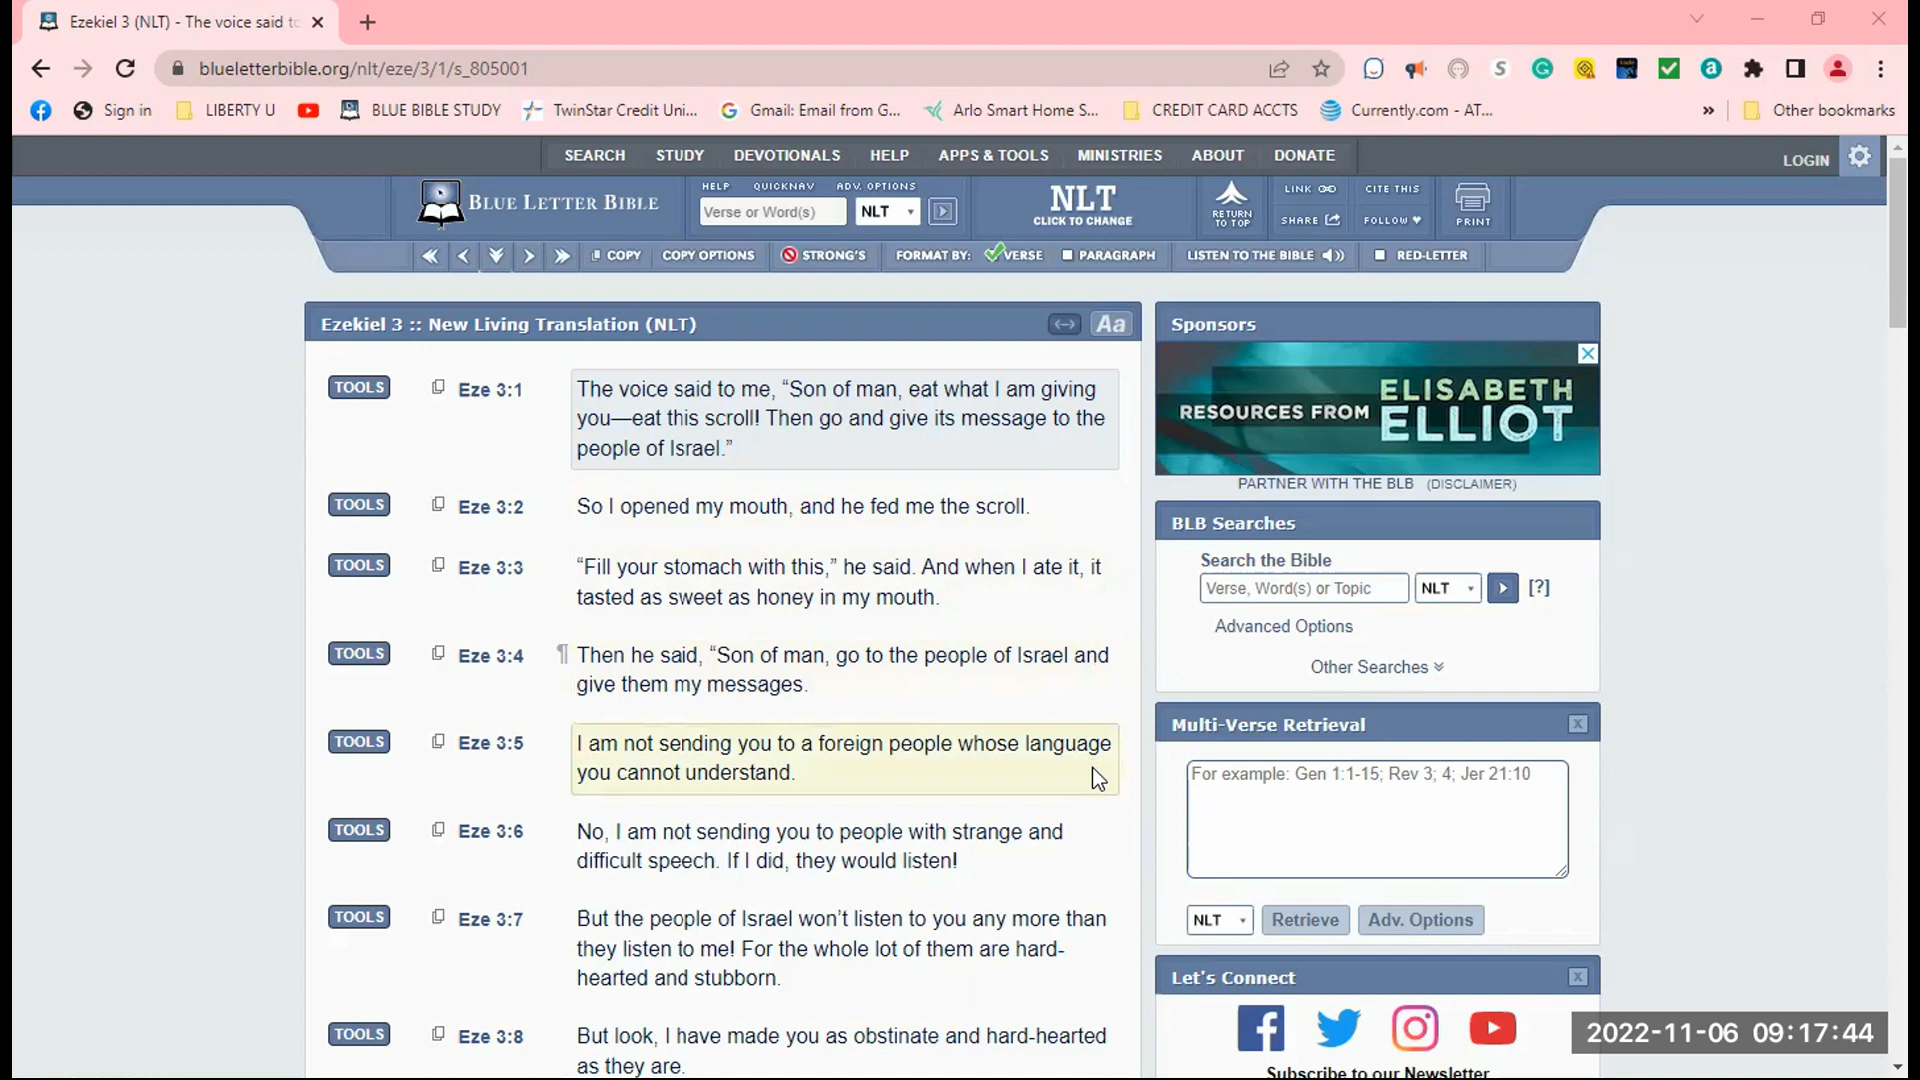 Ezekiel 3 (NLT) - The voice said to
blueletterbible.org/nlt/eze/3/1/s_805001
Sign in
LIBERTY U
BLUE BIBLE STUDY
TwinStar Credit Uni...
Gmail: Email from G...
Arlo Smart Home S...
CREDIT CARD ACCTS
Currently.com - AT...
»
Other bookmarks
SEARCH STUDY DEVOTIONALS HELP APPS & TOOLS MINISTRIES ABOUT DONATE
LOGIN
BLUE LETTER BIBLE
HELP QUICKNAV ADV. OPTIONS
Verse or Word(s) NLT
NLT
CLICK TO CHANGE
RETURN
TO TOP
LINK CITE THIS
SHARE FOLLOW
PRINT
COPY COPY OPTIONS STRONG'S FORMAT BY: VERSE PARAGRAPH LISTEN TO THE BIBLE RED-LETTER
Ezekiel 3 :: New Living Translation (NLT)
Aa
TOOLS Eze 3:1 The voice said to me, “Son of man, eat what I am giving
you—eat this scroll! Then go and give its message to the
people of Israel.”
TOOLS Eze 3:2 So I opened my mouth, and he fed me the scroll.
TOOLS Eze 3:3 “Fill your stomach with this,” he said. And when I ate it, it
tasted as sweet as honey in my mouth.
TOOLS Eze 3:4 ¶ Then he said, “Son of man, go to the people of Israel and
give them my messages.
TOOLS Eze 3:5 I am not sending you to a foreign people whose language
you cannot understand.
TOOLS Eze 3:6 No, I am not sending you to people with strange and
difficult speech. If I did, they would listen!
TOOLS Eze 3:7 But the people of Israel won’t listen to you any more than
they listen to me! For the whole lot of them are hard-
hearted and stubborn.
TOOLS Eze 3:8 But look, I have made you as obstinate and hard-hearted
as they are.
Sponsors
RESOURCES FROM ELISABETH
ELLIOT
PARTNER WITH THE BLB (DISCLAIMER)
BLB Searches
Search the Bible
Verse, Word(s) or Topic NLT [?]
Advanced Options
Other Searches
Multi-Verse Retrieval
For example: Gen 1:1-15; Rev 3; 4; Jer 21:10
NLT Retrieve Adv. Options
Let's Connect
2022-11-06 09:17:44
Subscribe to our Newsletter